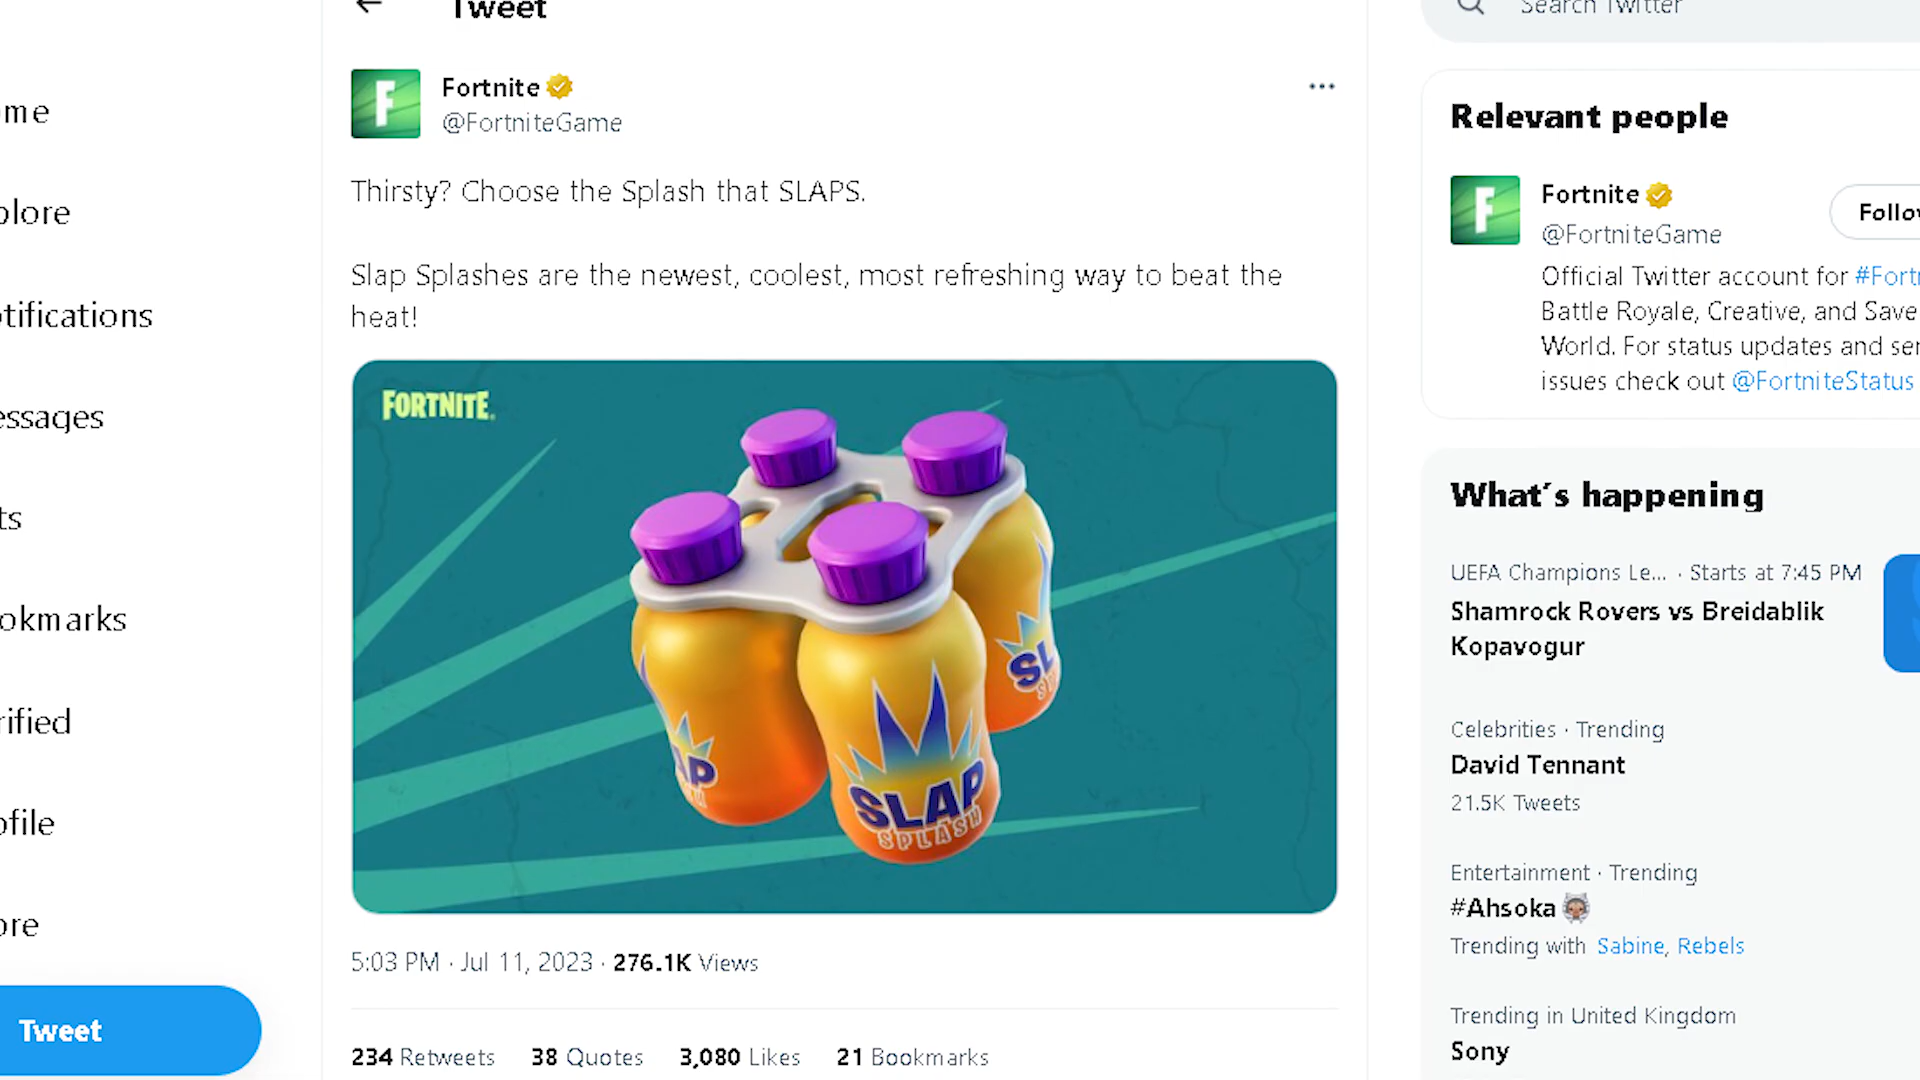 Tweet
Search Twitter
Fortnite
@FortniteGame
Thirsty? Choose the Splash that SLAPS.
Slap Splashes are the newest, coolest, most refreshing way to beat the
heat!
FORTNITE
SLAP
SPLASH
5:03 PM · Jul 11, 2023 · 276.1K Views
234 Retweets 38 Quotes 3,080 Likes 21 Bookmarks
me
plore
otifications
essages
ts
okmarks
rified
ofile
ore
Tweet
Relevant people
Fortnite
@FortniteGame
Follow
Official Twitter account for #Fortn
Battle Royale, Creative, and Save
World. For status updates and ser
issues check out @FortniteStatus
What's happening
UEFA Champions Le... · Starts at 7:45 PM
Shamrock Rovers vs Breidablik
Kopavogur
Celebrities · Trending
David Tennant
21.5K Tweets
Entertainment · Trending
#Ahsoka
Trending with Sabine, Rebels
Trending in United Kingdom
Sony